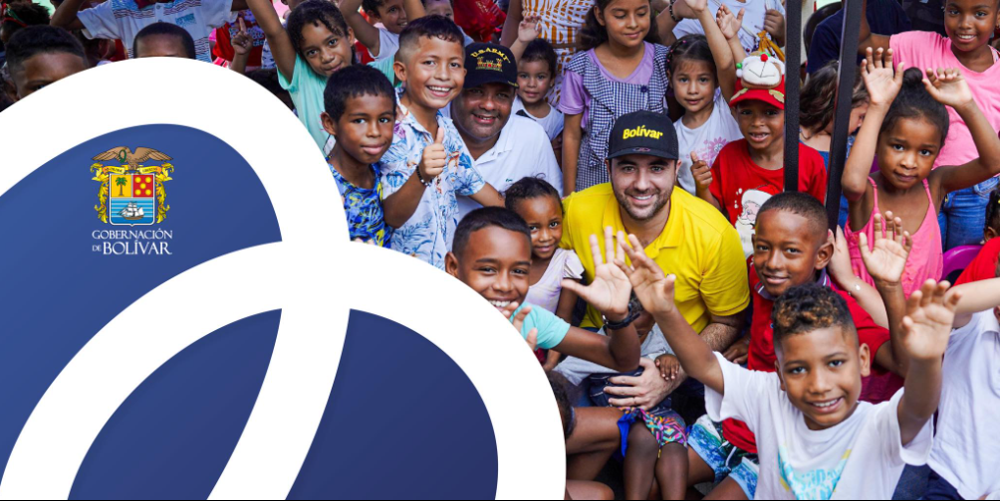 GOBERNACIÓN
DE BOLÍVAR
U.S. ARMY
Bolívar